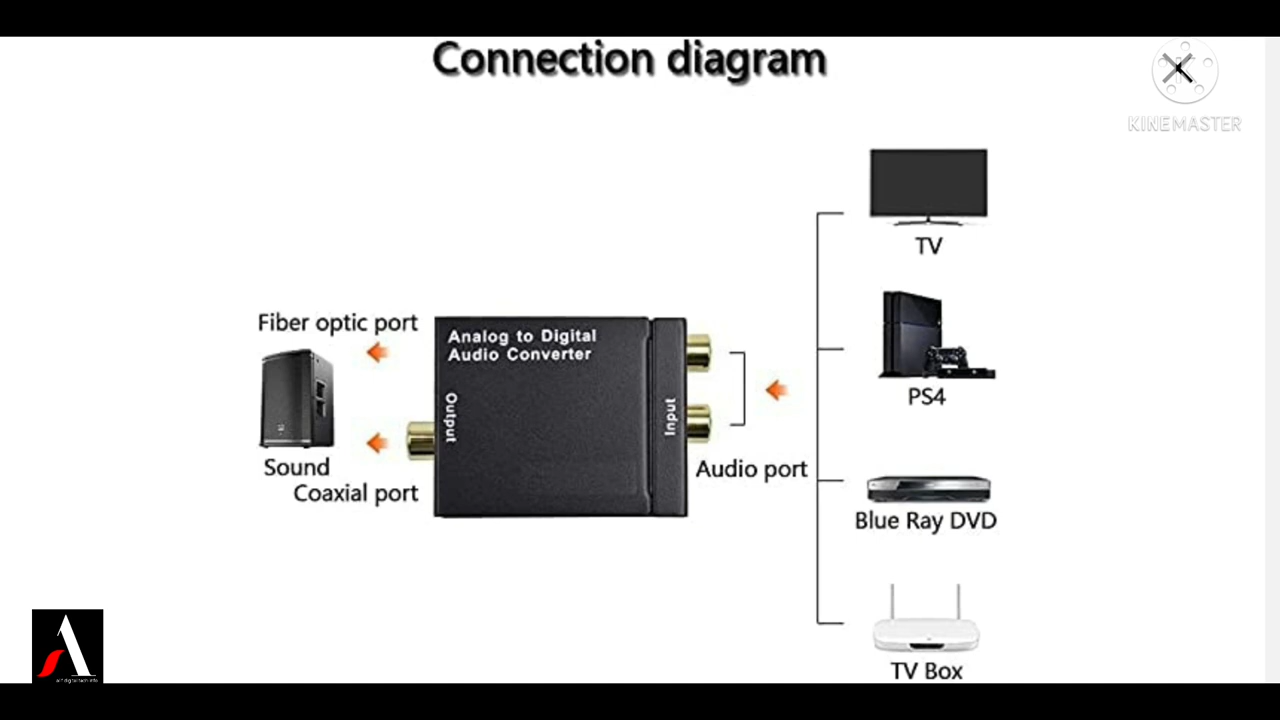 Connection diagram
KINEMASTER
TV
Fiber optic port
Analog to Digital
Audio Converter
Output
Input
PS4
Sound
Coaxial port
Audio port
Blue Ray DVD
TV Box